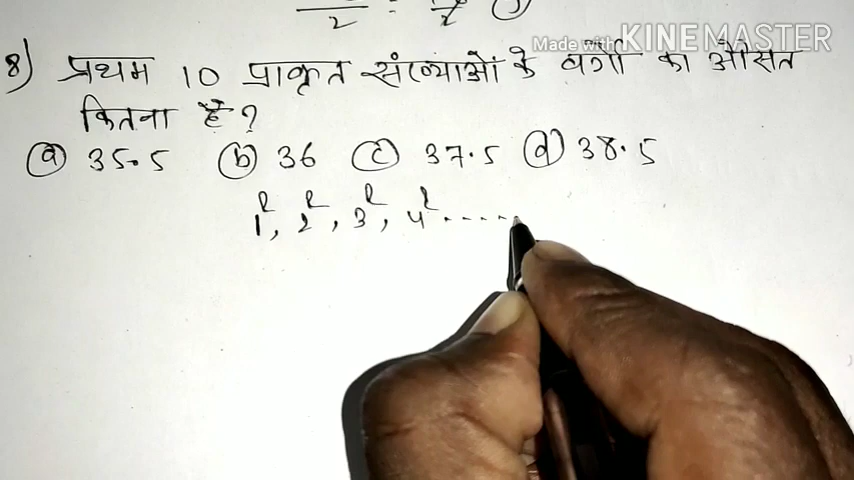 Made with KINEMASTER
8) प्रथम 10 प्राकृत संख्याओं के वर्गो का औसत
कितना है ?
(a) 35.5 (b) 36 (c) 37.5 (d) 38.5
1², 2², 3², 4² ......